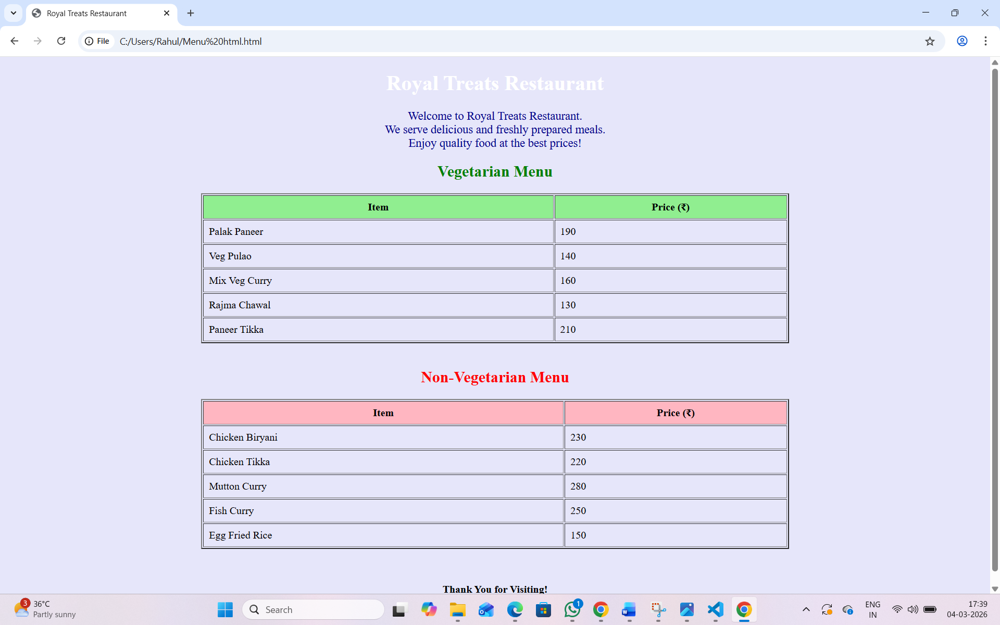 Royal Treats Restaurant
File C:/Users/Rahul/Menu%20html.html
Royal Treats Restaurant
Welcome to Royal Treats Restaurant.
We serve delicious and freshly prepared meals.
Enjoy quality food at the best prices!
Vegetarian Menu
Item Price (₹)
Palak Paneer 190
Veg Pulao 140
Mix Veg Curry 160
Rajma Chawal 130
Paneer Tikka 210
Non-Vegetarian Menu
Item Price (₹)
Chicken Biryani 230
Chicken Tikka 220
Mutton Curry 280
Fish Curry 250
Egg Fried Rice 150
Thank You for Visiting!
3 36°C
Partly sunny
Search
1
W
ENG
IN
17:39
04-03-2026